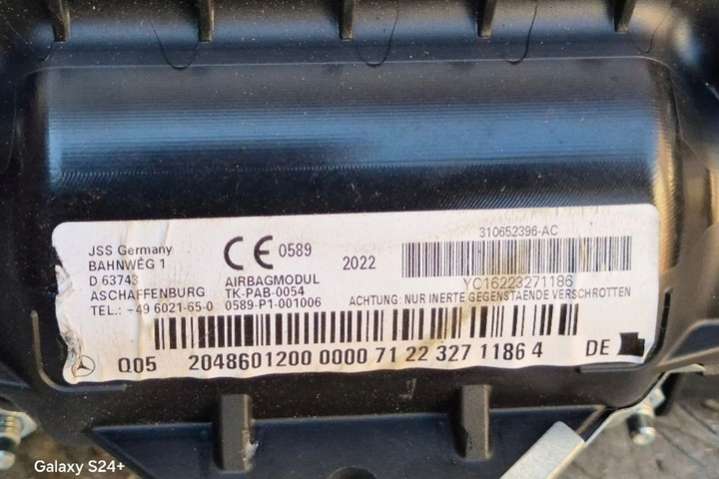 JSS Germany
BAHNWĖG 1
D 63743
ASCHAFFENBURG
TEL.: +49 6021-65-0
CE 0589
AIRBAGMODUL
TK-PAB-0054
0589-P1-001006
2022
310652396-AC
YC16223271186
ACHTUNG: NUR INERTE GEGENSTAENDE VERSCHROTTEN
Q05 2048601200 0000 71 22 327 1186 4 DE
Galaxy S24+